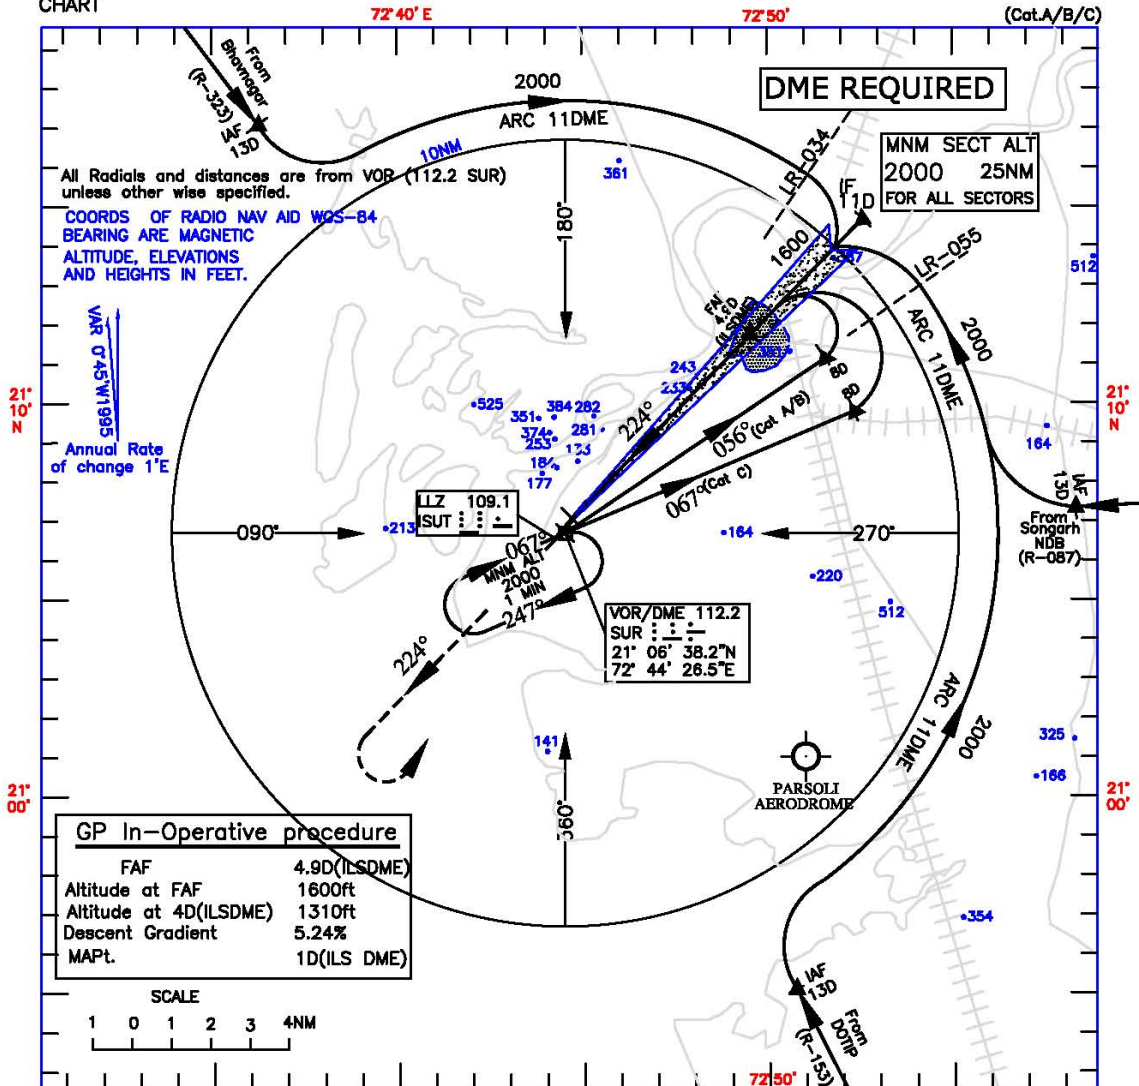 CHART
72°40' E
72°50'
(Cat.A/B/C)
From
Bhavnagar
(R-323)
IAF
13D
2000
ARC 11DME
10NM
DME REQUIRED
MNM SECT ALT
2000 25NM
FOR ALL SECTORS
All Radials and distances are from VOR (112.2 SUR)
unless other wise specified.
COORDS OF RADIO NAV AID WGS-84
BEARING ARE MAGNETIC
ALTITUDE, ELEVATIONS
AND HEIGHTS IN FEET.
361
LR-034
IF
11D
180°
1600
LR-055
512
VAR 0°45'W1995
Annual Rate
of change 1'E
FAF
4.9D
(ILSDME)
ARC 11DME
2000
21°
10'
N
21°
10'
N
243
8D
8D
525
351
384
282
374
281
253
177
224°
056° (Cat A/B)
067° (Cat C)
164
IAF
13D
From
Songarh
NDB
(R-087)
LLZ 109.1
ISUT
090°
213
164
270°
067°
MNM ALT
2000
1 MIN
247°
220
512
VOR/DME 112.2
SUR
21° 06' 38.2"N
72° 44' 26.5"E
224°
141
ARC 11DME
2000
325
166
PARSOLI
AERODROME
21°
00'
21°
00'
360°
GP In-Operative procedure
FAF 4.9D(ILSDME)
Altitude at FAF 1600ft
Altitude at 4D(ILSDME) 1310ft
Descent Gradient 5.24%
MAPt. 1D(ILS DME)
354
IAF
13D
From
DOTIP
(R-153)
SCALE
1 0 1 2 3 4NM
72°50'